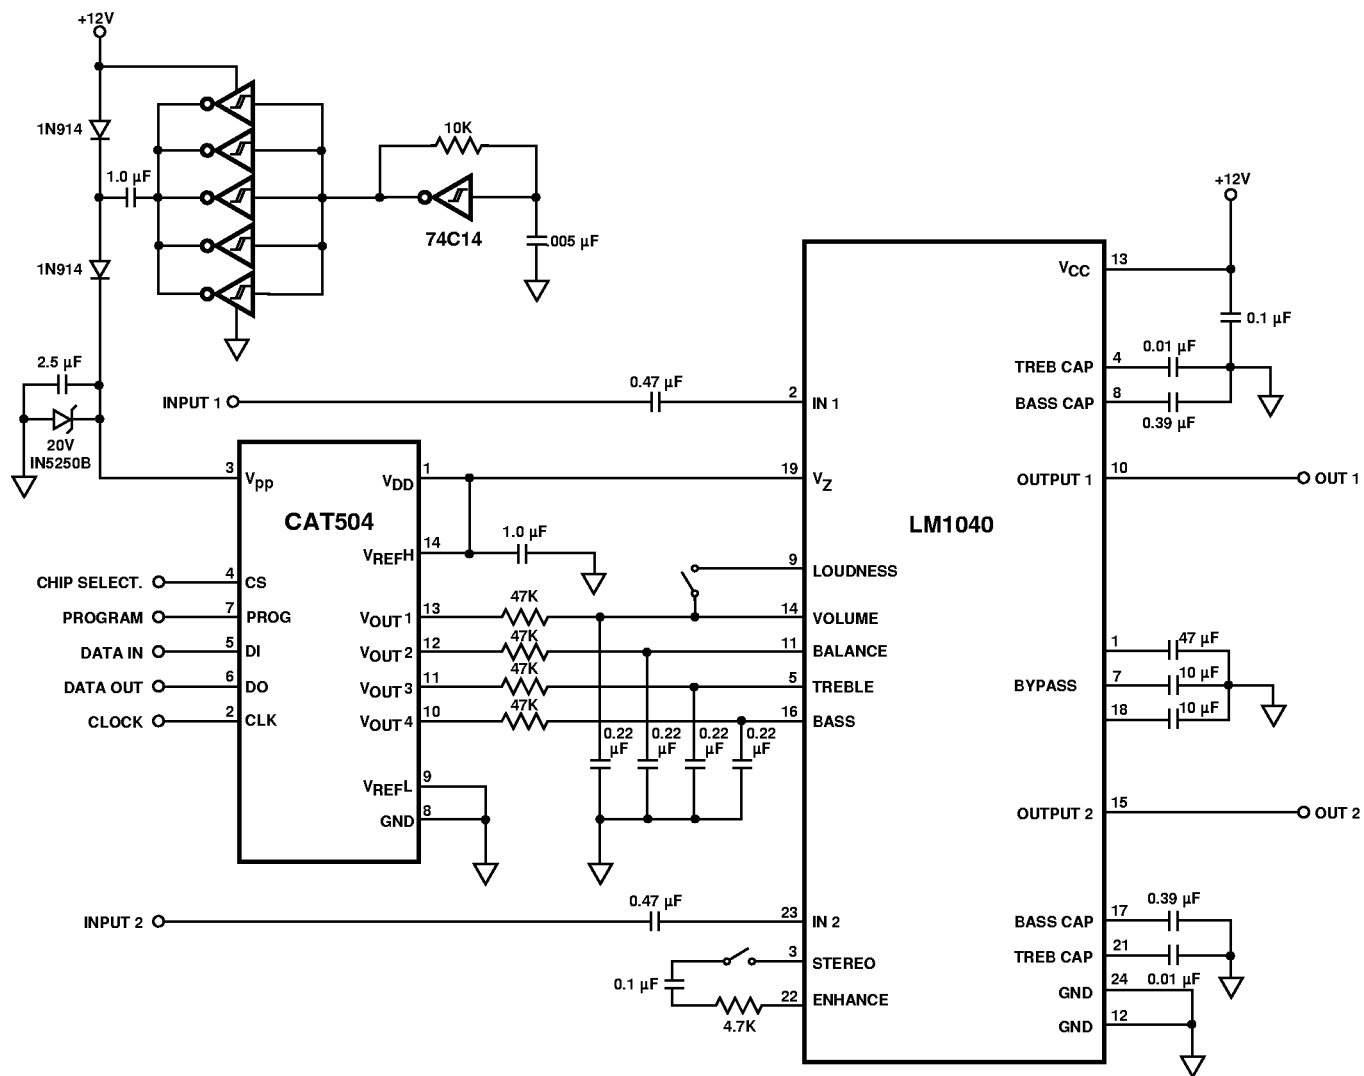 +12V
1N914
1.0 µF
10K
74C14
.005 µF
1N914
2.5 µF
20V
IN5250B
INPUT 1
0.47 µF
2
IN 1
+12V
13
VCC
0.1 µF
TREB CAP
4
0.01 µF
BASS CAP
8
0.39 µF
3
Vpp
CAT504
1
VDD
19
VZ
OUTPUT 1
10
OUT 1
LM1040
14
VREFH
1.0 µF
9
LOUDNESS
CHIP SELECT.
4
CS
PROGRAM
7
PROG
13
VOUT 1
47K
14
VOLUME
DATA IN
5
DI
12
VOUT 2
47K
11
BALANCE
DATA OUT
6
DO
11
VOUT 3
47K
5
TREBLE
CLOCK
2
CLK
10
VOUT 4
47K
16
BASS
1
47 µF
BYPASS
7
10 µF
18
10 µF
0.22 µF
0.22 µF
0.22 µF
0.22 µF
9
VREFL
8
GND
OUTPUT 2
15
OUT 2
INPUT 2
0.47 µF
23
IN 2
3
STEREO
0.1 µF
4.7K
22
ENHANCE
BASS CAP
17
0.39 µF
TREB CAP
21
0.01 µF
GND
24
GND
12